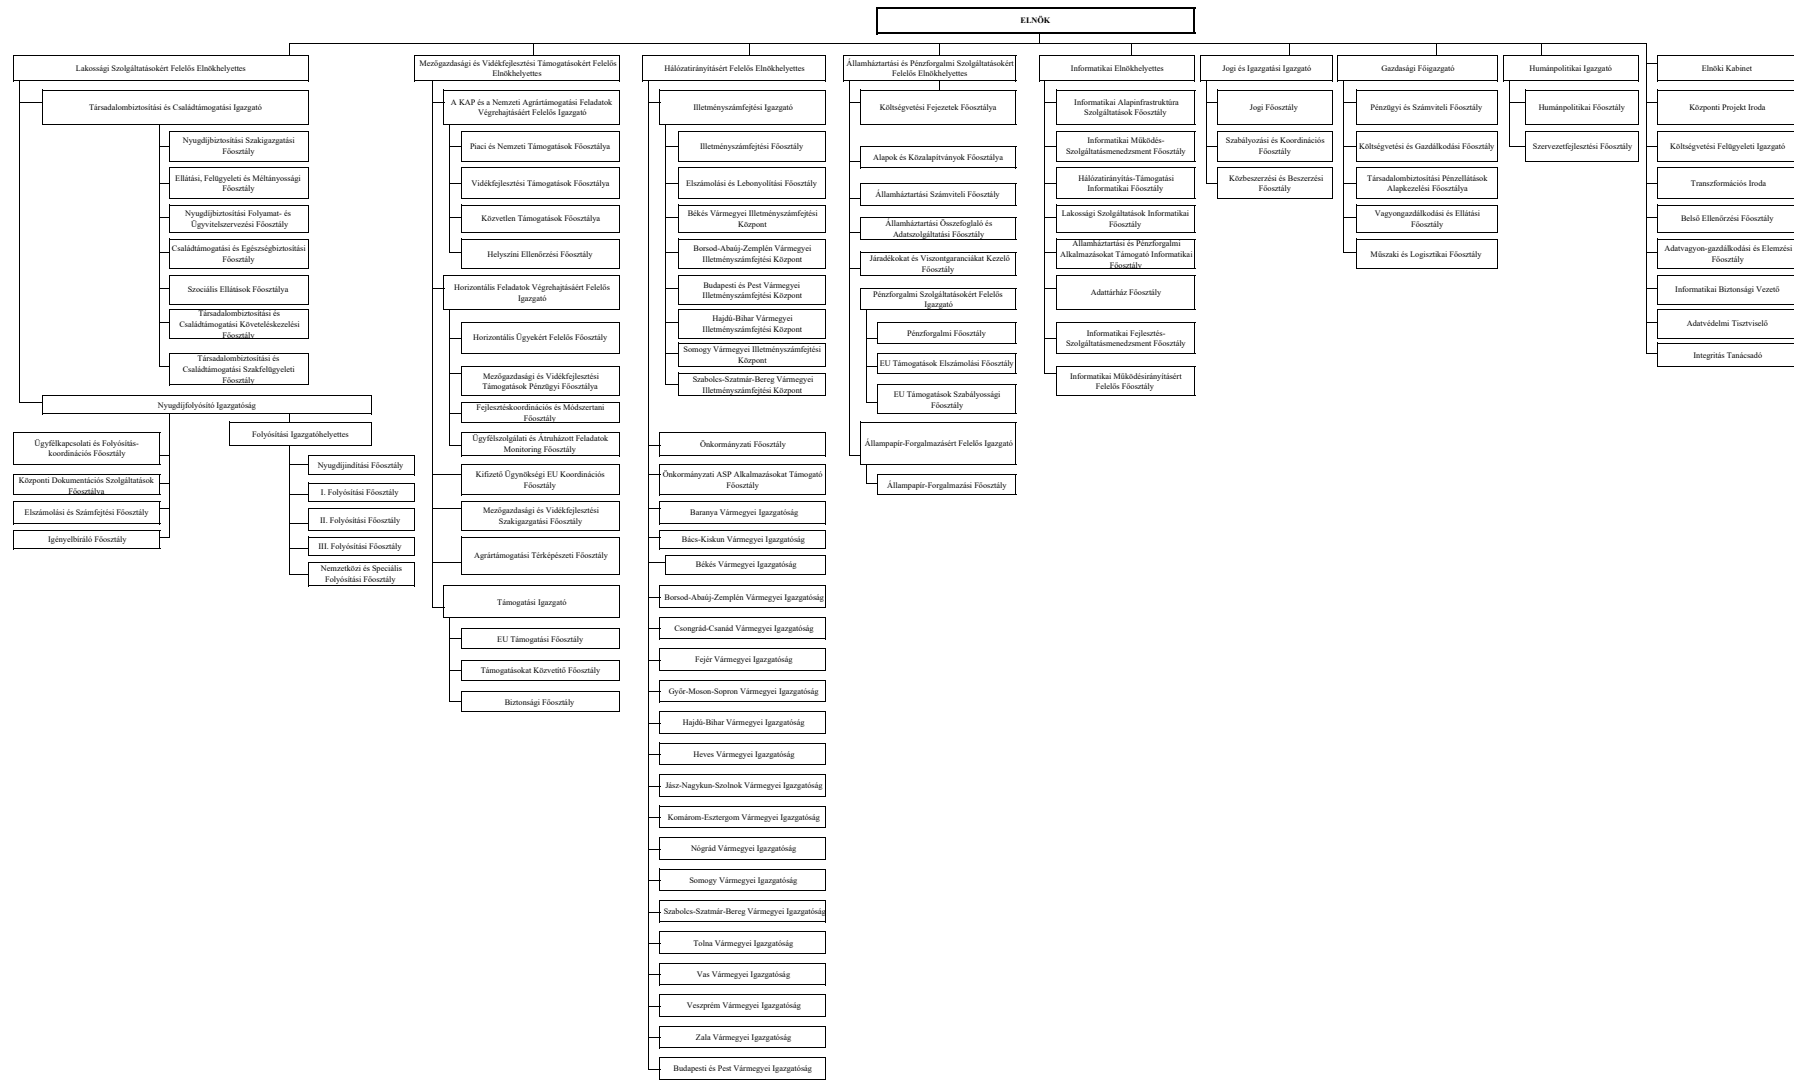 ELNÖK
Lakossági Szolgáltatásokért Felelős Elnökhelyettes
Társadalombiztosítási és Családtámogatási Igazgató
Nyugdíjbiztosítási Szakigazgatási
Főosztály
Ellátási, Felügyeleti és Méltányossági
Főosztály
Nyugdíjbiztosítási Folyamat- és
Ügyvitelszervezési Főosztály
Családtámogatási és Egészségbiztosítási
Főosztály
Szociális Ellátások Főosztálya
Társadalombiztosítási és
Családtámogatási Követeléskezelési
Főosztály
Társadalombiztosítási és
Családtámogatási Szakfelügyeleti
Főosztály
Nyugdíjfolyósító Igazgatóság
Ügyfélkapcsolati és Folyósítás-
koordinációs Főosztály
Központi Dokumentációs Szolgáltatások
Főosztálya
Elszámolási és Számfejtési Főosztály
Igényelbíráló Főosztály
Folyósítási Igazgatóhelyettes
Nyugdíjindítási Főosztály
I. Folyósítási Főosztály
II. Folyósítási Főosztály
III. Folyósítási Főosztály
Nemzetközi és Speciális
Folyósítási Főosztály
Mezőgazdasági és Vidékfejlesztési Támogatásokért Felelős
Elnökhelyettes
A KAP és a Nemzeti Agrártámogatási Feladatok
Végrehajtásáért Felelős Igazgató
Piaci és Nemzeti Támogatások Főosztálya
Vidékfejlesztési Támogatások Főosztálya
Közvetlen Támogatások Főosztálya
Helyszíni Ellenőrzési Főosztály
Horizontális Feladatok Végrehajtásáért Felelős
Igazgató
Horizontális Ügyekért Felelős Főosztály
Mezőgazdasági és Vidékfejlesztési
Támogatások Pénzügyi Főosztálya
Fejlesztéskoordinációs és Módszertani
Főosztály
Ügyfélszolgálati és Átruházott Feladatok
Monitoring Főosztály
Kifizető Ügynökségi EU Koordinációs
Főosztály
Mezőgazdasági és Vidékfejlesztési
Szakigazgatási Főosztály
Agrártámogatási Térképészeti Főosztály
Támogatási Igazgató
EU Támogatási Főosztály
Támogatásokat Közvetítő Főosztály
Biztonsági Főosztály
Hálózatirányításért Felelős Elnökhelyettes
Illetményszámfejtési Igazgató
Illetményszámfejtési Főosztály
Elszámolási és Lebonyolítási Főosztály
Békés Vármegyei Illetményszámfejtési
Központ
Borsod-Abaúj-Zemplén Vármegyei
Illetményszámfejtési Központ
Budapesti és Pest Vármegyei
Illetményszámfejtési Központ
Hajdú-Bihar Vármegyei
Illetményszámfejtési Központ
Somogy Vármegyei Illetményszámfejtési
Központ
Szabolcs-Szatmár-Bereg Vármegyei
Illetményszámfejtési Központ
Önkormányzati Főosztály
Önkormányzati ASP Alkalmazásokat Támogató
Főosztály
Baranya Vármegyei Igazgatóság
Bács-Kiskun Vármegyei Igazgatóság
Békés Vármegyei Igazgatóság
Borsod-Abaúj-Zemplén Vármegyei Igazgatóság
Csongrád-Csanád Vármegyei Igazgatóság
Fejér Vármegyei Igazgatóság
Győr-Moson-Sopron Vármegyei Igazgatóság
Hajdú-Bihar Vármegyei Igazgatóság
Heves Vármegyei Igazgatóság
Jász-Nagykun-Szolnok Vármegyei Igazgatóság
Komárom-Esztergom Vármegyei Igazgatóság
Nógrád Vármegyei Igazgatóság
Somogy Vármegyei Igazgatóság
Szabolcs-Szatmár-Bereg Vármegyei Igazgatóság
Tolna Vármegyei Igazgatóság
Vas Vármegyei Igazgatóság
Veszprém Vármegyei Igazgatóság
Zala Vármegyei Igazgatóság
Budapesti és Pest Vármegyei Igazgatóság
Államháztartási és Pénzforgalmi Szolgáltatásokért
Felelős Elnökhelyettes
Költségvetési Fejezetek Főosztálya
Alapok és Közalapítványok Főosztálya
Államháztartási Számviteli Főosztály
Államháztartási Összefoglaló és
Adatszolgáltatási Főosztály
Járadékokat és Viszontgaranciákat Kezelő
Főosztály
Pénzforgalmi Szolgáltatásokért Felelős
Igazgató
Pénzforgalmi Főosztály
EU Támogatások Elszámolási Főosztály
EU Támogatások Szabályossági
Főosztály
Állampapír-Forgalmazásért Felelős Igazgató
Állampapír-Forgalmazási Főosztály
Informatikai Elnökhelyettes
Informatikai Alapinfrastruktúra
Szolgáltatások Főosztály
Informatikai Működés-
Szolgáltatásmenedzsment Főosztály
Hálózatirányítás-Támogatási
Informatikai Főosztály
Lakossági Szolgáltatások Informatikai
Főosztály
Államháztartási és Pénzforgalmi
Alkalmazásokat Támogató Informatikai
Főosztály
Adattárház Főosztály
Informatikai Fejlesztés-
Szolgáltatásmenedzsment Főosztály
Informatikai Működésirányításért
Felelős Főosztály
Jogi és Igazgatási Igazgató
Jogi Főosztály
Szabályozási és Koordinációs
Főosztály
Közbeszerzési és Beszerzési
Főosztály
Gazdasági Főigazgató
Pénzügyi és Számviteli Főosztály
Költségvetési és Gazdálkodási Főosztály
Társadalombiztosítási Pénzellátások
Alapkezelési Főosztálya
Vagyongazdálkodási és Ellátási
Főosztály
Műszaki és Logisztikai Főosztály
Humánpolitikai Igazgató
Humánpolitikai Főosztály
Szervezetfejlesztési Főosztály
Elnöki Kabinet
Központi Projekt Iroda
Költségvetési Felügyeleti Igazgató
Transzformációs Iroda
Belső Ellenőrzési Főosztály
Adatvagyon-gazdálkodási és Elemzési
Főosztály
Informatikai Biztonsági Vezető
Adatvédelmi Tisztviselő
Integritás Tanácsadó